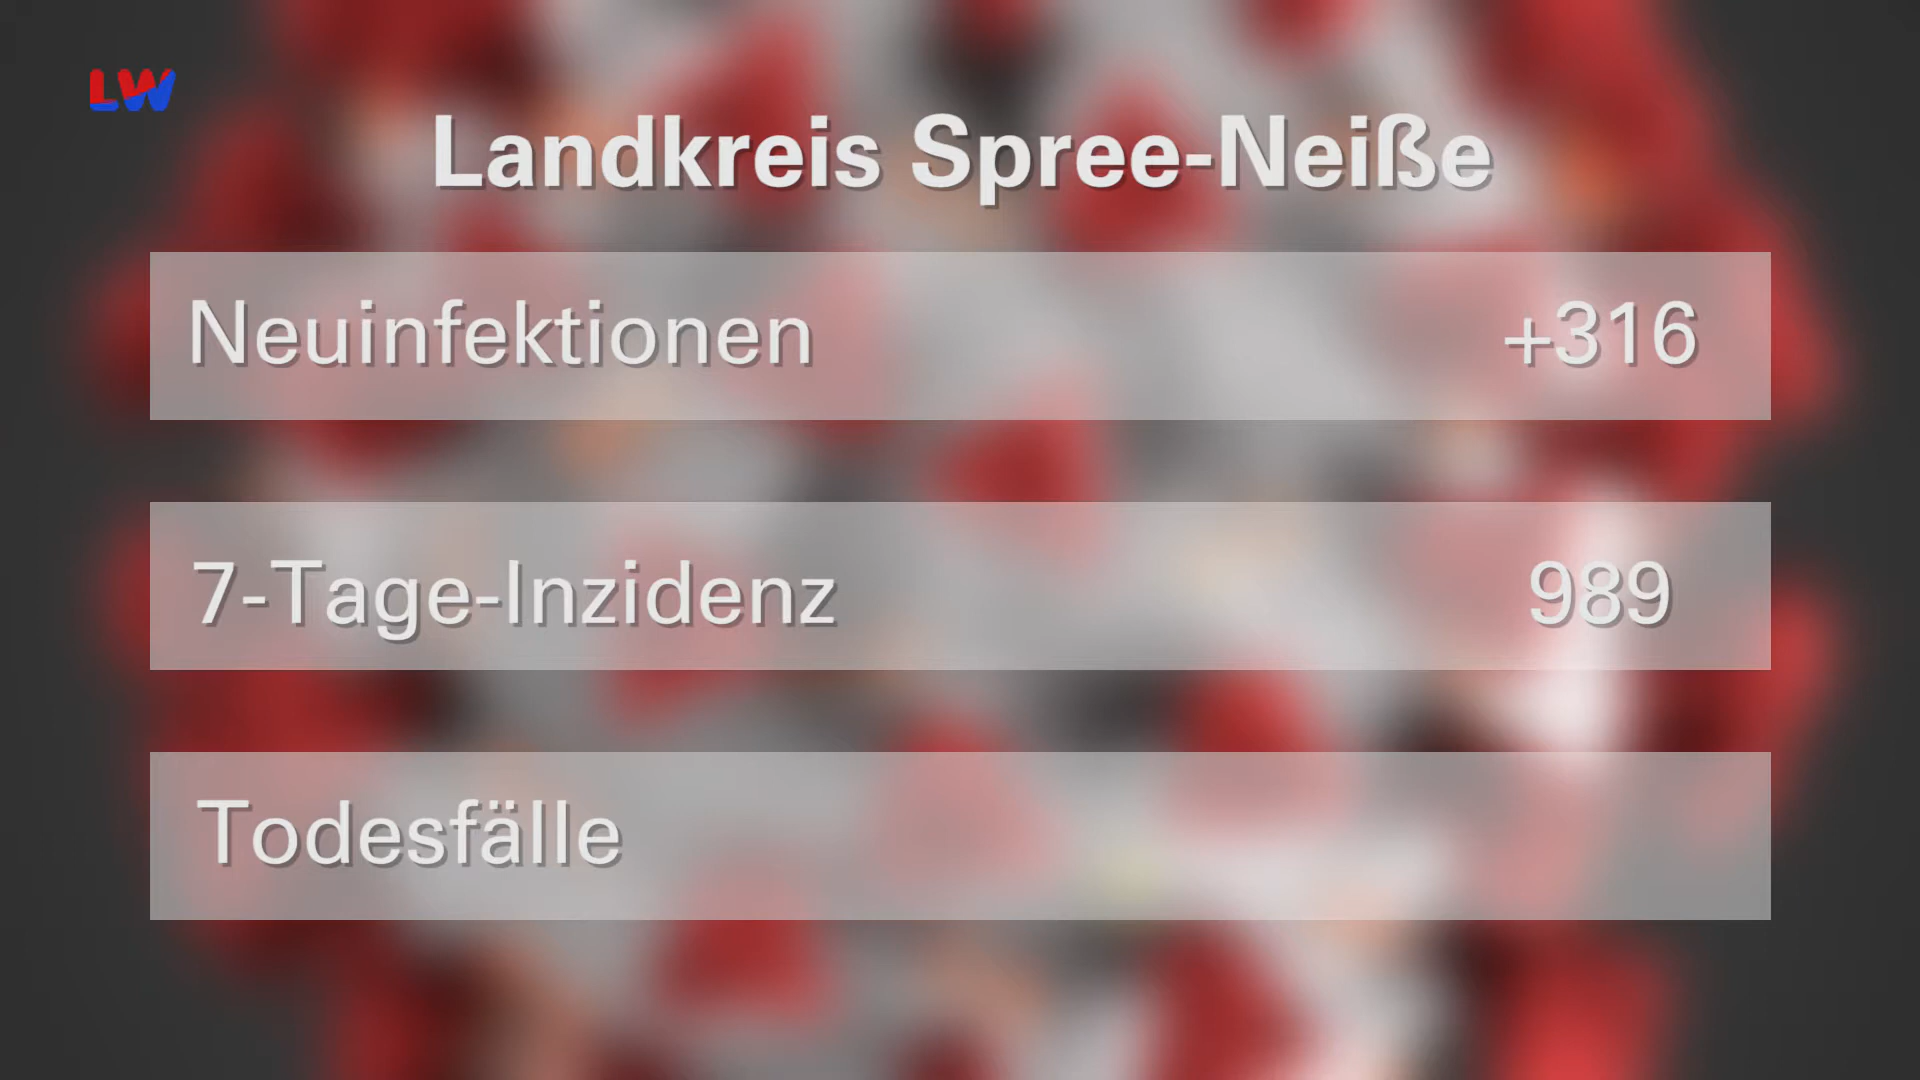 LW
Landkreis Spree-Neiße
Neuinfektionen +316
7-Tage-Inzidenz 989
Todesfälle